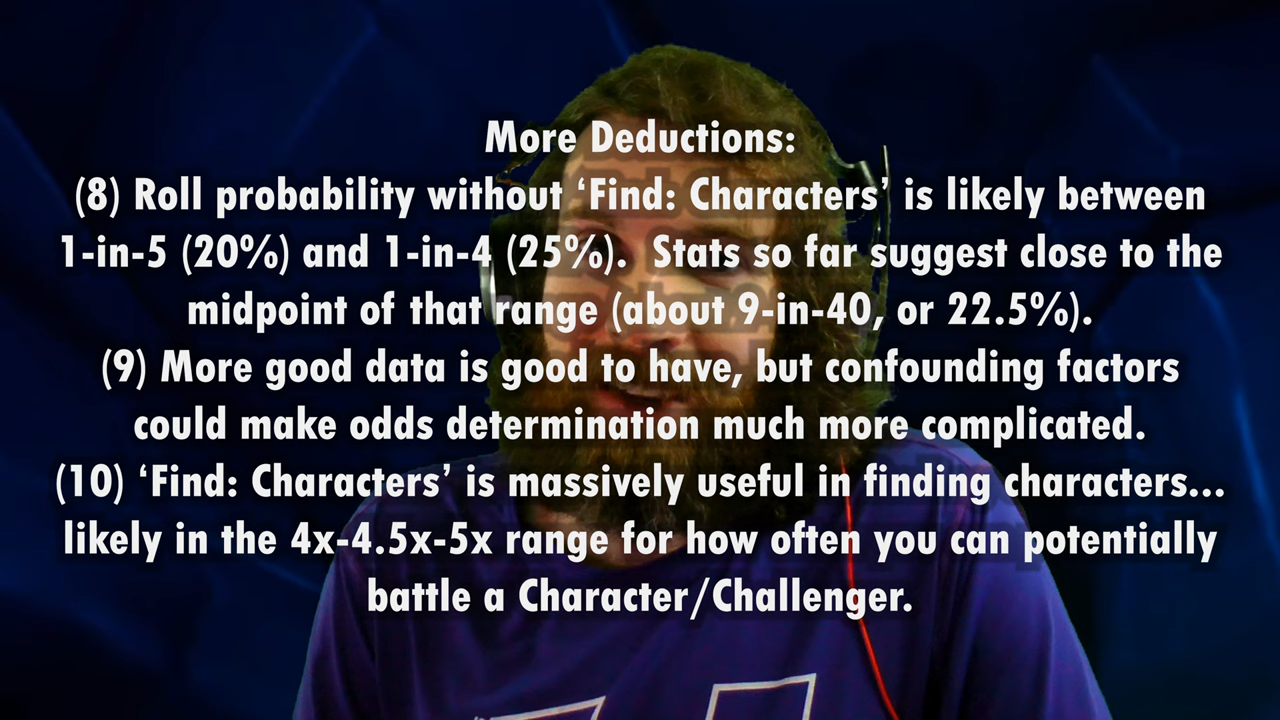 More Deductions:
(8) Roll probability without ‘Find: Characters’ is likely between
1-in-5 (20%) and 1-in-4 (25%).  Stats so far suggest close to the
midpoint of that range (about 9-in-40, or 22.5%).
(9) More good data is good to have, but confounding factors
could make odds determination much more complicated.
(10) ‘Find: Characters’ is massively useful in finding characters...
likely in the 4x-4.5x-5x range for how often you can potentially
battle a Character/Challenger.